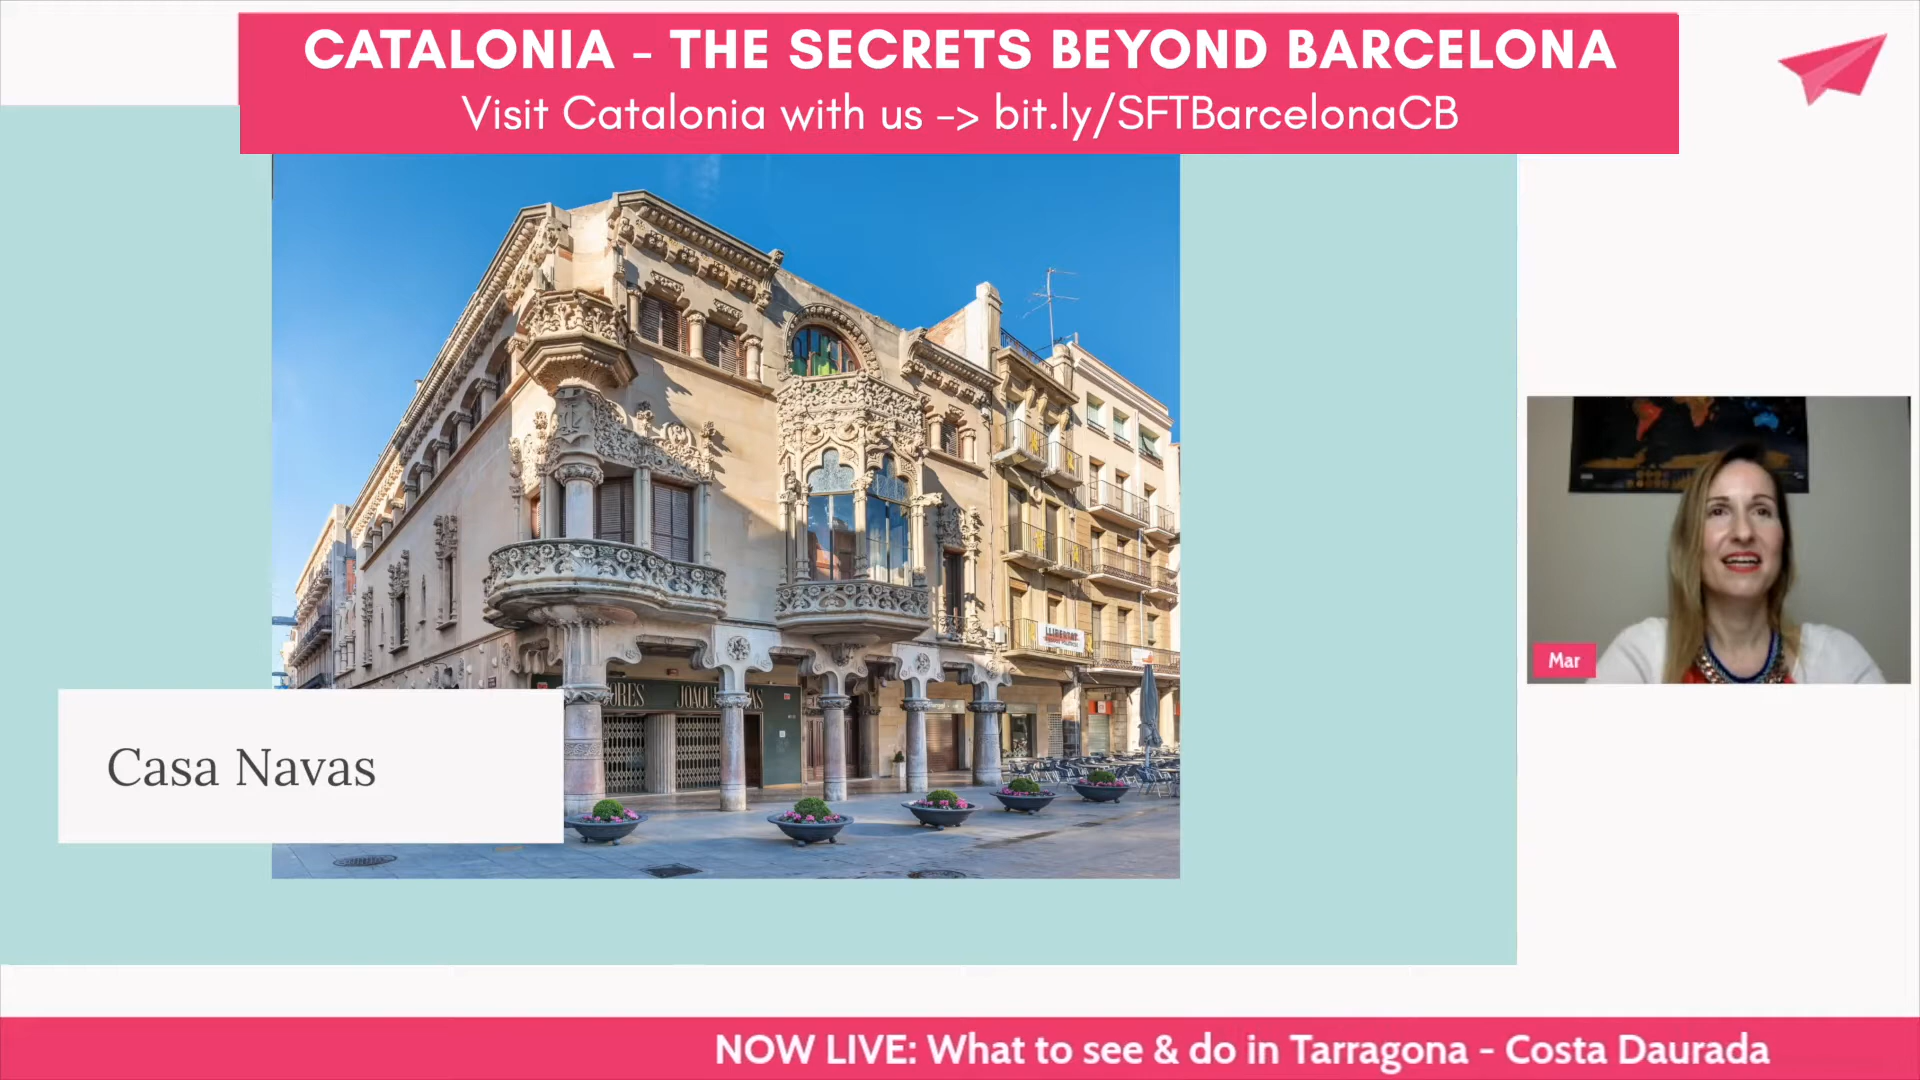 CATALONIA - THE SECRETS BEYOND BARCELONA
Visit Catalonia with us -> bit.ly/SFTBarcelonaCB
LLIBERTAT
Casa Navas
Mar
NOW LIVE: What to see & do in Tarragona - Costa Daurada